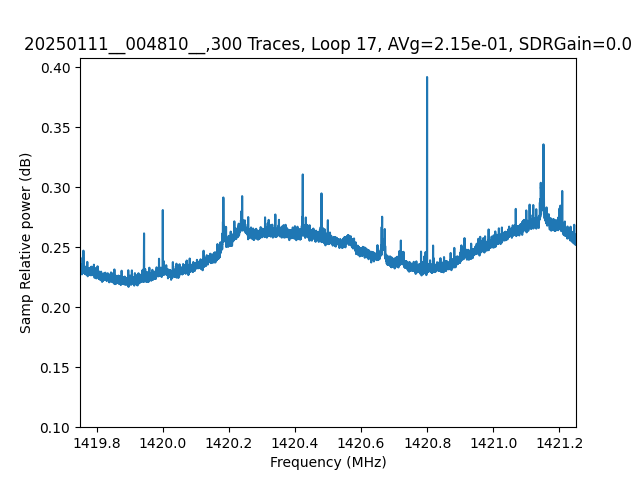 20250111__004810__,300 Traces, Loop 17, AVg=2.15e-01, SDRGain=0.0
0.40
0.35
0.30
0.25
0.20
0.15
0.10
Samp Relative power (dB)
1419.8 1420.0 1420.2 1420.4 1420.6 1420.8 1421.0 1421.2
Frequency (MHz)